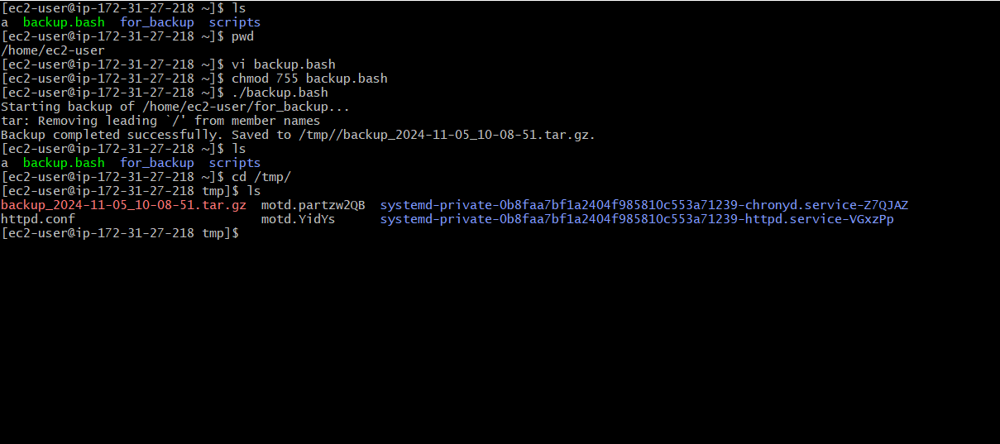 [ec2-user@ip-172-31-27-218 ~]$ ls
a  backup.bash  for_backup  scripts
[ec2-user@ip-172-31-27-218 ~]$ pwd
/home/ec2-user
[ec2-user@ip-172-31-27-218 ~]$ vi backup.bash
[ec2-user@ip-172-31-27-218 ~]$ chmod 755 backup.bash
[ec2-user@ip-172-31-27-218 ~]$ ./backup.bash
Starting backup of /home/ec2-user/for_backup...
tar: Removing leading `/' from member names
Backup completed successfully. Saved to /tmp//backup_2024-11-05_10-08-51.tar.gz.
[ec2-user@ip-172-31-27-218 ~]$ ls
a  backup.bash  for_backup  scripts
[ec2-user@ip-172-31-27-218 ~]$ cd /tmp/
[ec2-user@ip-172-31-27-218 tmp]$ ls
backup_2024-11-05_10-08-51.tar.gz  motd.partzw2QB  systemd-private-0b8faa7bf1a2404f985810c553a71239-chronyd.service-Z7QJAZ
httpd.conf                         motd.YidYs      systemd-private-0b8faa7bf1a2404f985810c553a71239-httpd.service-VGxzPp
[ec2-user@ip-172-31-27-218 tmp]$